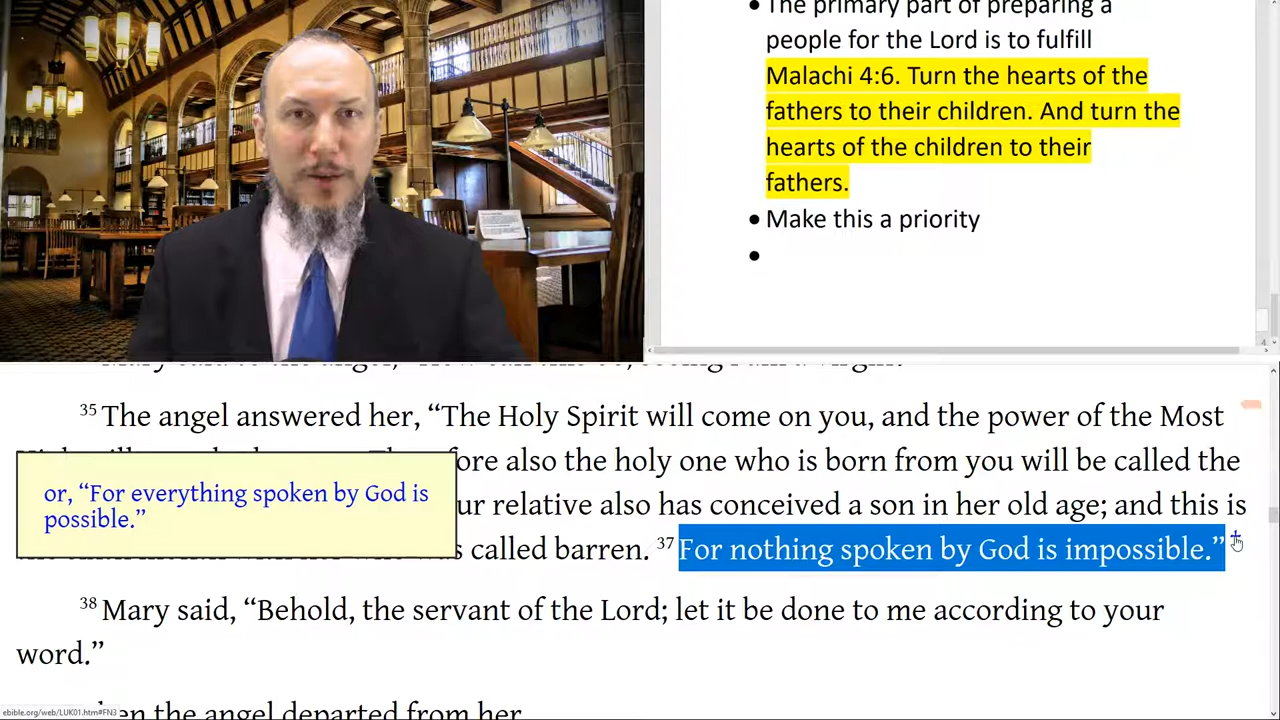 The primary part of preparing a
people for the Lord is to fulfill
Malachi 4:6. Turn the hearts of the
fathers to their children. And turn the
hearts of the children to their
fathers.
Make this a priority
35 The angel answered her, “The Holy Spirit will come on you, and the power of the Most
also the holy one who is born from you will be called the
relative also has conceived a son in her old age; and this is
called barren. 37 For nothing spoken by God is impossible.” +
or, “For everything spoken by God is
possible.”
38 Mary said, “Behold, the servant of the Lord; let it be done to me according to your
word.”
the angel departed from her.
ebible.org/web/LUK01.htm#FN3